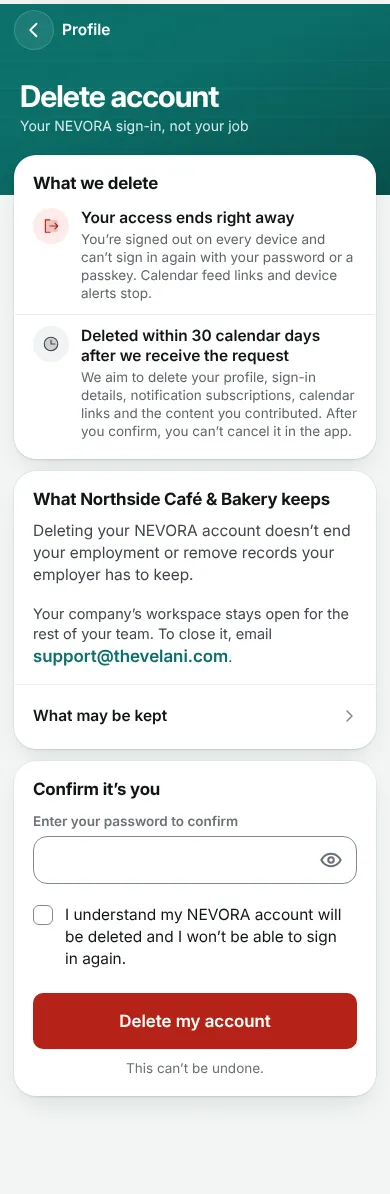 Profile
Delete account
Your NEVORA sign-in, not your job
What we delete
Your access ends right away
You’re signed out on every device and
can’t sign in again with your password or a
passkey. Calendar feed links and device
alerts stop.
Deleted within 30 calendar days
after we receive the request
We aim to delete your profile, sign-in
details, notification subscriptions, calendar
links and the content you contributed. After
you confirm, you can’t cancel it in the app.
What Northside Café & Bakery keeps
Deleting your NEVORA account doesn’t end
your employment or remove records your
employer has to keep.
Your company’s workspace stays open for the
rest of your team. To close it, email
support@thevelani.com.
What may be kept
Confirm it’s you
Enter your password to confirm
I understand my NEVORA account will
be deleted and I won’t be able to sign
in again.
Delete my account
This can’t be undone.